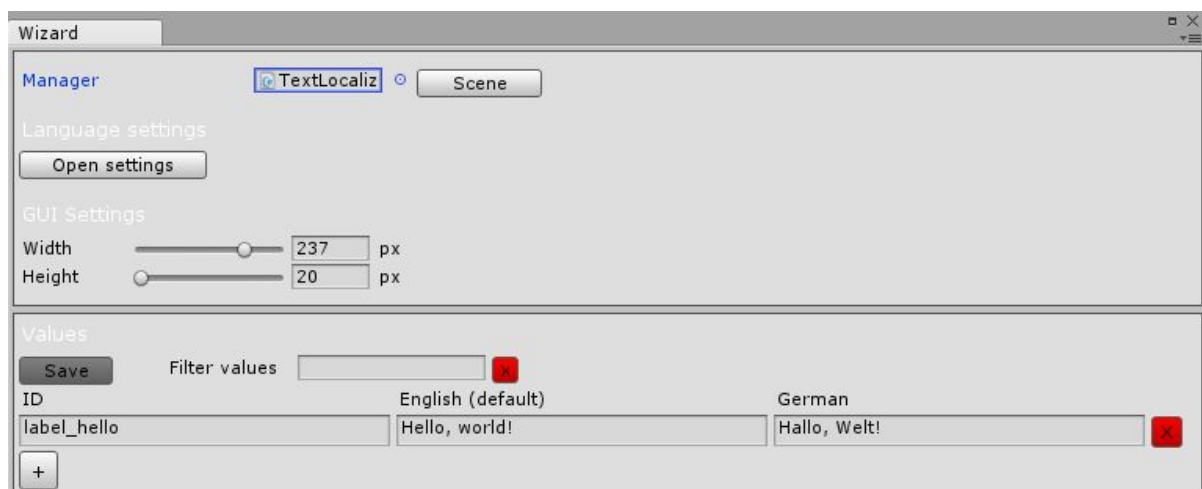 Wizard
Manager TextLocaliz Scene
Language settings
Open settings
GUI Settings
Width 237 px
Height 20 px
Values
Save Filter values x
ID English (default) German
label_hello Hello, world! Hallo, Welt! X
+